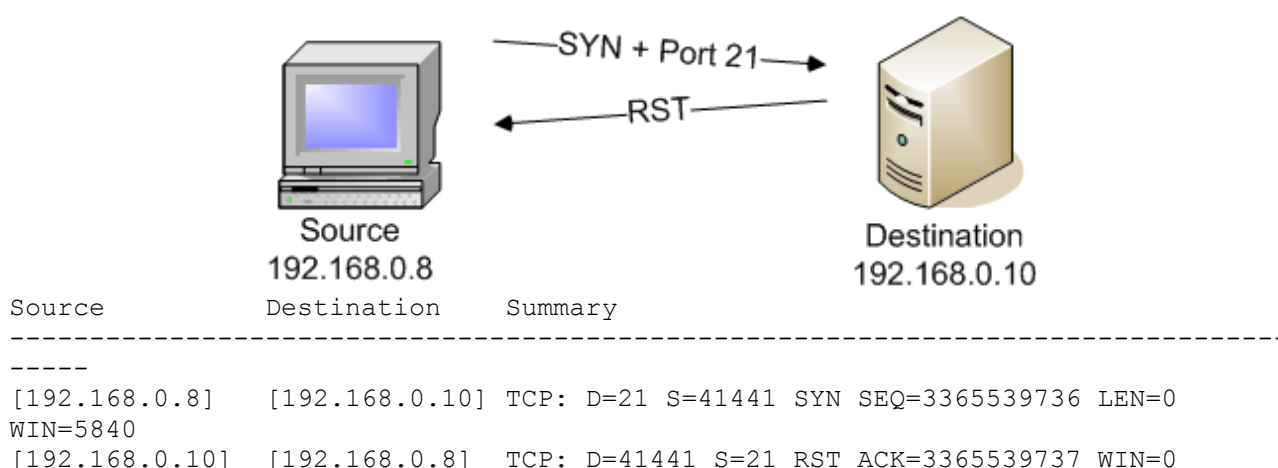 SYN + Port 21
RST
Source
192.168.0.8
Destination
192.168.0.10
Source Destination Summary
--------------------------------------------------------------------------------
-----
[192.168.0.8] [192.168.0.10] TCP: D=21 S=41441 SYN SEQ=3365539736 LEN=0
WIN=5840
[192.168.0.10] [192.168.0.8] TCP: D=41441 S=21 RST ACK=3365539737 WIN=0